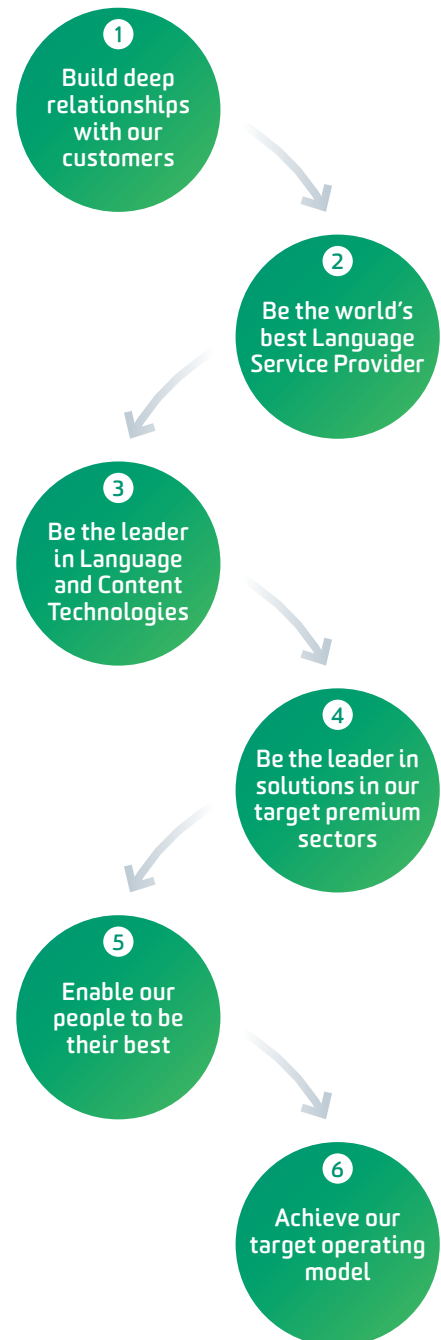 1
Build deep
relationships
with our
customers
2
Be the world's
best Language
Service Provider
3
Be the leader
in Language
and Content
Technologies
4
Be the leader in
solutions in our
target premium
sectors
5
Enable our
people to be
their best
6
Achieve our
target operating
model